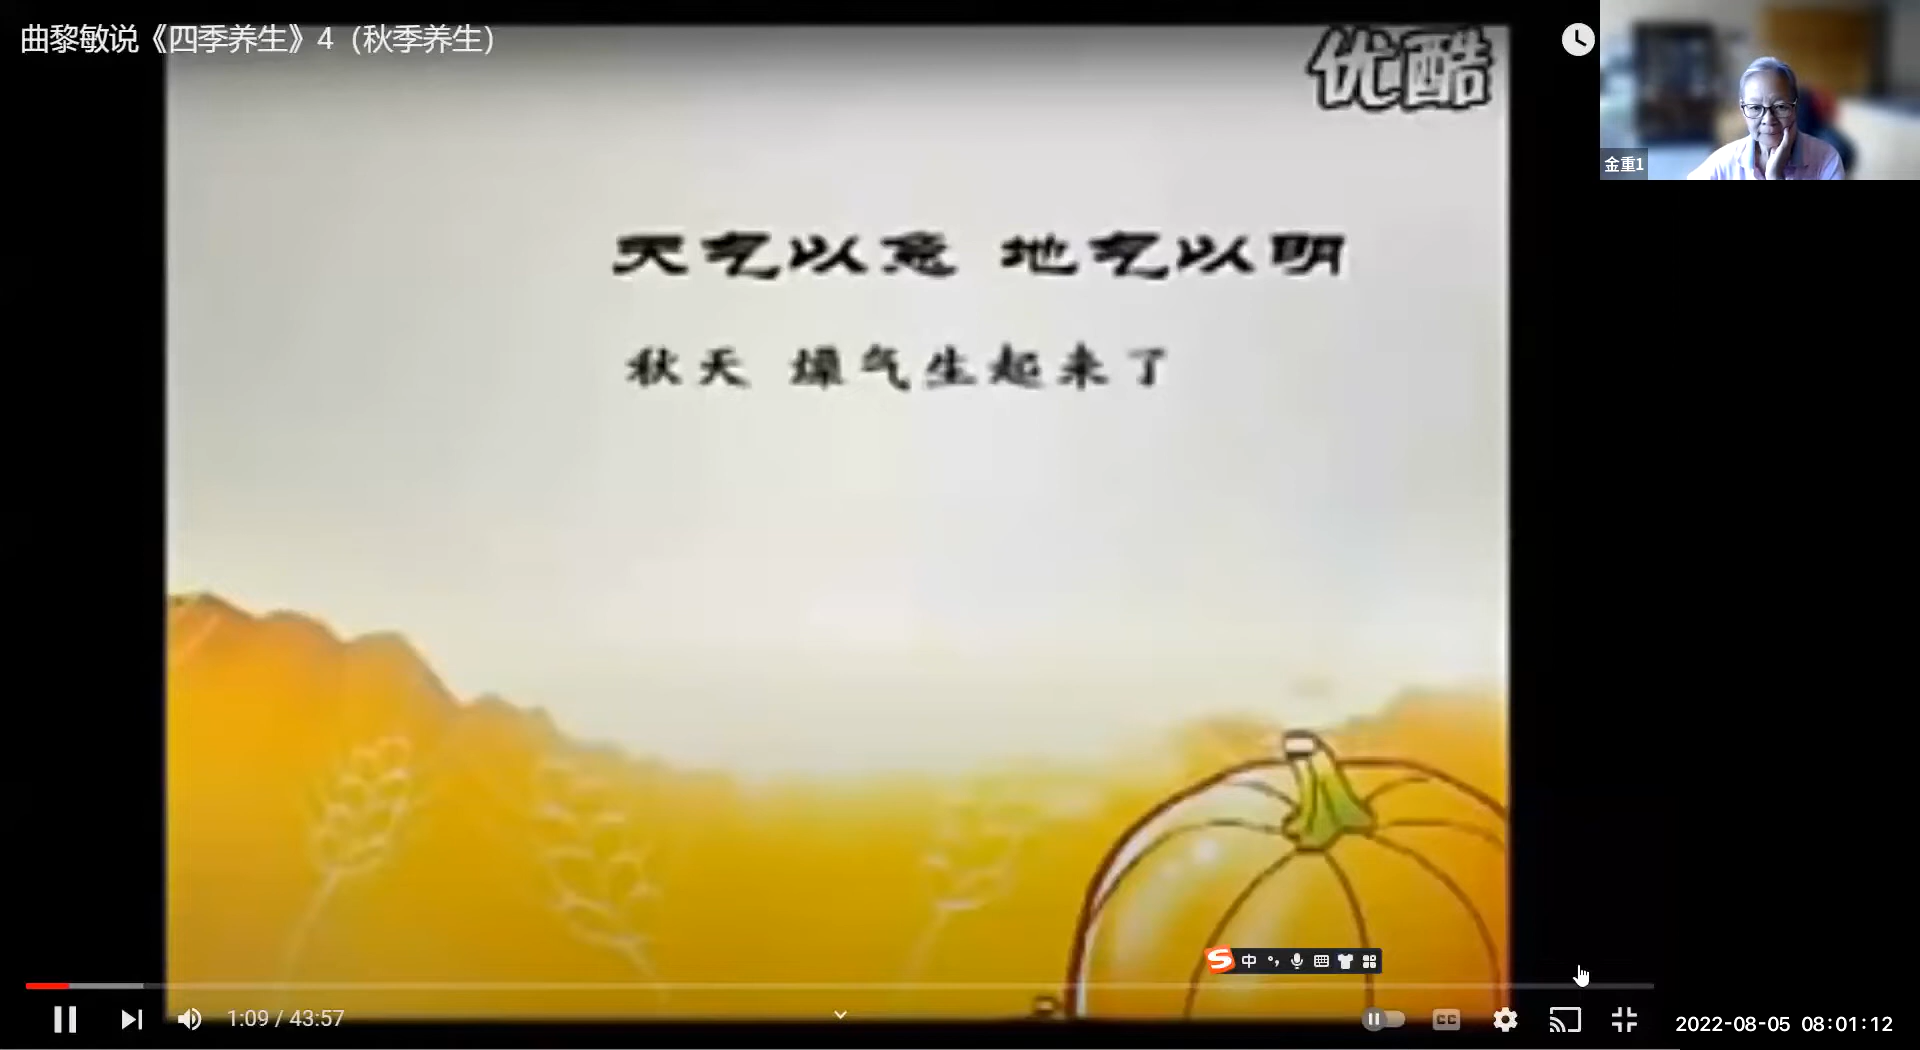 曲黎敏说《四季养生》4（秋季养生）
优酷
金重1
天气以急 地气以明
秋天 燥气生起来了
中
1:09 / 43:57
CC
2022-08-05 08:01:12